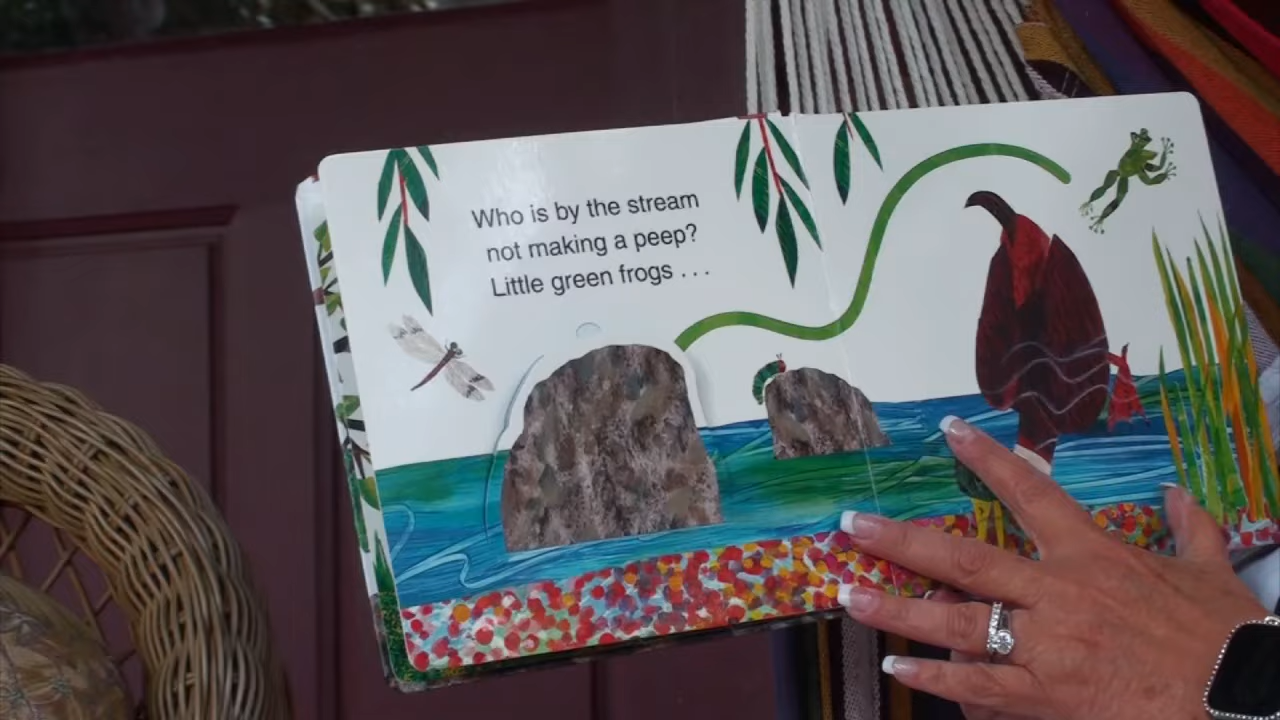 Who is by the stream
not making a peep?
Little green frogs . . .